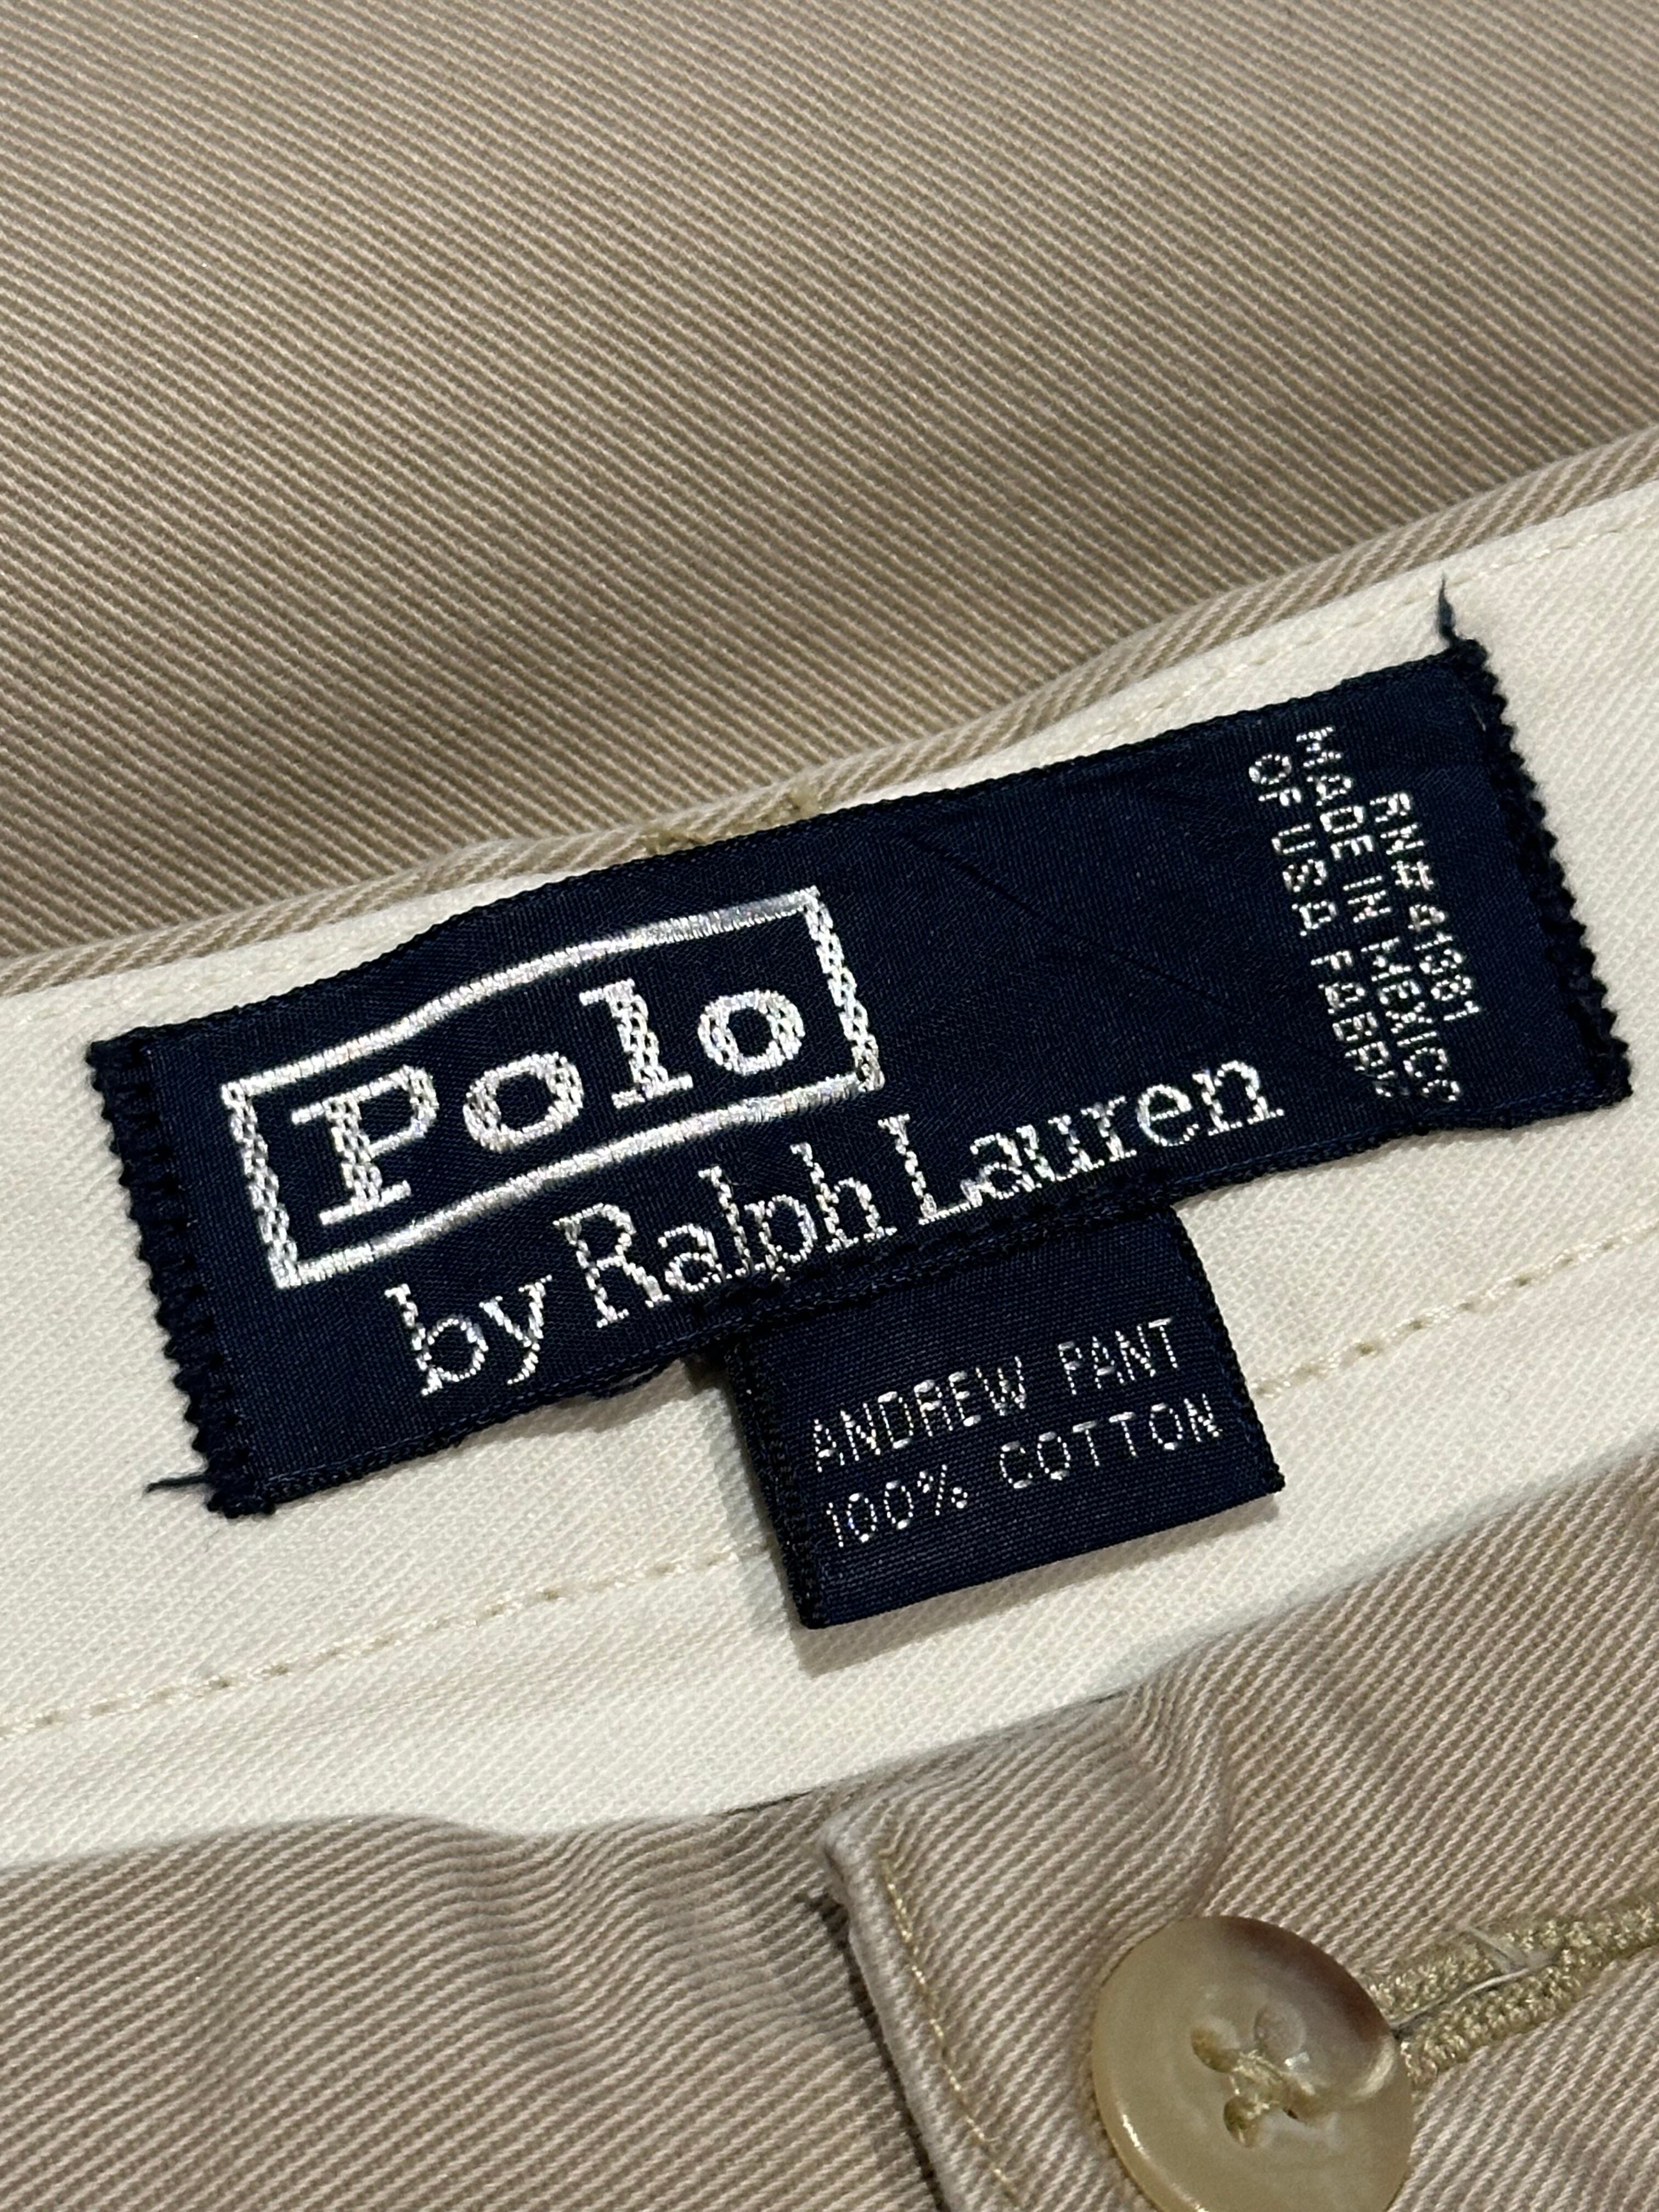 Polo
by Ralph Lauren
RN# 41381
MADE IN MEXICO
OF USA FABRIC
ANDREW PANT
100% COTTON